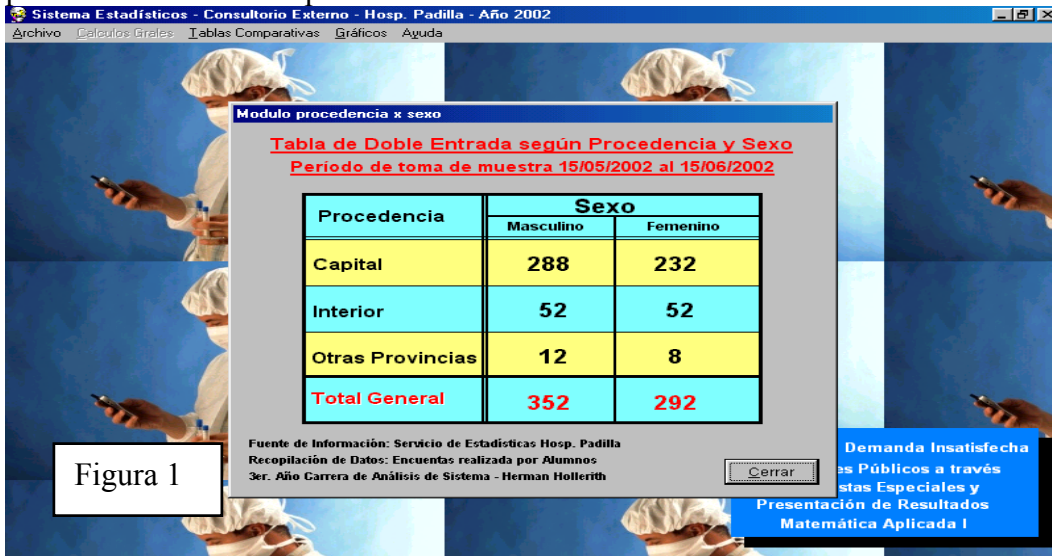 Sistema Estadísticos - Consultorio Externo - Hosp. Padilla - Año 2002
Archivo Calculos Grales Tablas Comparativas Gráficos Ayuda
Modulo procedencia x sexo
Tabla de Doble Entrada según Procedencia y Sexo
Período de toma de muestra 15/05/2002 al 15/06/2002
Procedencia Sexo
Masculino Femenino
Capital 288 232
Interior 52 52
Otras Provincias 12 8
Total General 352 292
Fuente de Información: Servicio de Estadísticas Hosp. Padilla
Recopilación de Datos: Encuentas realizada por Alumnos
3er. Año Carrera de Análisis de Sistema - Herman Hollerith
Cerrar
Demanda Insatisfecha
Públicos a través
Especiales y
Presentación de Resultados
Matemática Aplicada I
Figura 1